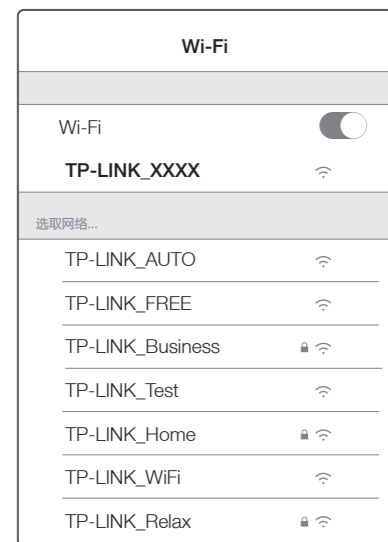 Wi-Fi
Wi-Fi
TP-LINK_XXXX
选取网络...
TP-LINK_AUTO
TP-LINK_FREE
TP-LINK_Business
TP-LINK_Test
TP-LINK_Home
TP-LINK_WiFi
TP-LINK_Relax